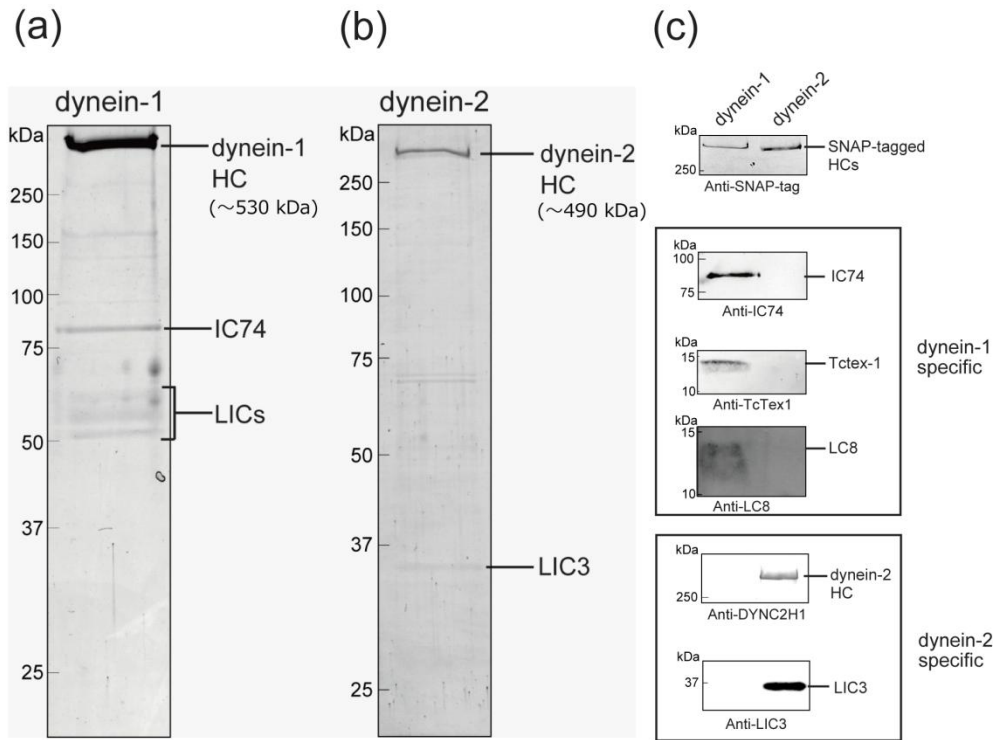 (a)
dynein-1
kDa
250
150
100
75
50
37
25
dynein-1
HC
(~530 kDa)
IC74
LICs
(b)
dynein-2
kDa
250
150
100
75
50
37
25
dynein-2
HC
(~490 kDa)
LIC3
(c)
dynein-1
dynein-2
kDa
250
SNAP-tagged
HCs
Anti-SNAP-tag
kDa
100
75
IC74
Anti-IC74
kDa
15
10
Tctex-1
Anti-TcTex1
kDa
15
10
LC8
Anti-LC8
dynein-1
specific
kDa
250
dynein-2
HC
Anti-DYNC2H1
kDa
37
LIC3
Anti-LIC3
dynein-2
specific